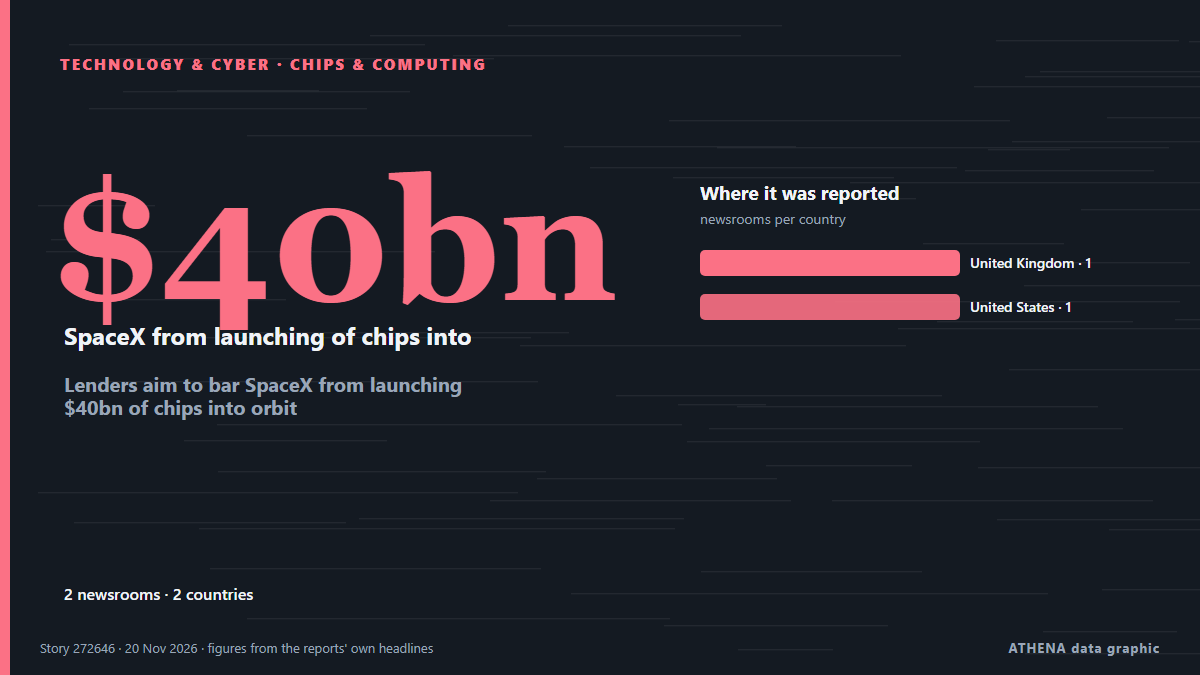 TECHNOLOGY & CYBER · CHIPS & COMPUTING
$40bn
SpaceX from launching of chips into
Lenders aim to bar SpaceX from launching
$40bn of chips into orbit
Where it was reported
newsrooms per country
United Kingdom · 1
United States · 1
2 newsrooms · 2 countries
Story 272646 · 20 Nov 2026 · figures from the reports' own headlines
ATHENA data graphic